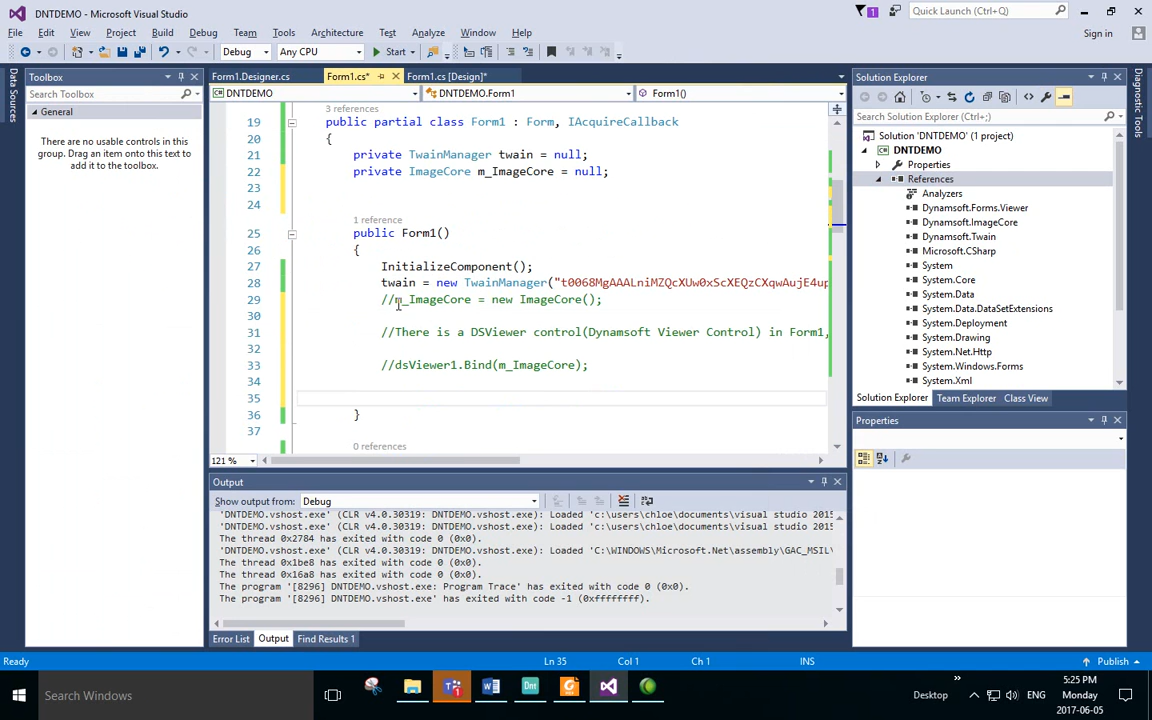 DNTDEMO - Microsoft Visual Studio
1
Quick Launch (Ctrl+Q)
File Edit View Project Build Debug Team Tools Architecture Test Analyze Window Help
Sign in
Debug Any CPU Start
Data Sources
Toolbox
Search Toolbox
General
There are no usable controls in this
group. Drag an item onto this text to
add it to the toolbox.
Form1.Designer.cs Form1.cs* Form1.cs [Design]*
DNTDEMO DNTDEMO.Form1 Form1()
3 references
19 public partial class Form1 : Form, IAcquireCallback
20 {
21 private TwainManager twain = null;
22 private ImageCore m_ImageCore = null;
23
24
1 reference
25 public Form1()
26 {
27 InitializeComponent();
28 twain = new TwainManager("t0068MgAAALniMZQcXUw0xScXEQzCXqwAujE4up
29 //m_ImageCore = new ImageCore();
30
31 //There is a DSViewer control(Dynamsoft Viewer Control) in Form1,
32
33 //dsViewer1.Bind(m_ImageCore);
34
35
36 }
37
0 references
121 %
Output
Show output from: Debug
'DNTDEMO.vshost.exe' (CLR v4.0.30319: DNTDEMO.vshost.exe): Loaded 'c:\users\chloe\documents\visual studio 2015
'DNTDEMO.vshost.exe' (CLR v4.0.30319: DNTDEMO.vshost.exe): Loaded 'c:\users\chloe\documents\visual studio 2015
The thread 0x2784 has exited with code 0 (0x0).
'DNTDEMO.vshost.exe' (CLR v4.0.30319: DNTDEMO.vshost.exe): Loaded 'C:\WINDOWS\Microsoft.Net\assembly\GAC_MSIL\
The thread 0x1be8 has exited with code 0 (0x0).
The thread 0x16a8 has exited with code 0 (0x0).
The program '[8296] DNTDEMO.vshost.exe: Program Trace' has exited with code 0 (0x0).
The program '[8296] DNTDEMO.vshost.exe' has exited with code -1 (0xffffffff).
Error List Output Find Results 1
Solution Explorer
Search Solution Explorer (Ctrl+;)
Solution 'DNTDEMO' (1 project)
DNTDEMO
Properties
References
Analyzers
Dynamsoft.Forms.Viewer
Dynamsoft.ImageCore
Dynamsoft.Twain
Microsoft.CSharp
System
System.Core
System.Data
System.Data.DataSetExtensions
System.Deployment
System.Drawing
System.Net.Http
System.Windows.Forms
System.Xml
Solution Explorer Team Explorer Class View
Properties
Diagnostic Tools
Ready Ln 35 Col 1 Ch 1 INS Publish
Search Windows
Dnt
Desktop
ENG
5:25 PM
Monday
2017-06-05